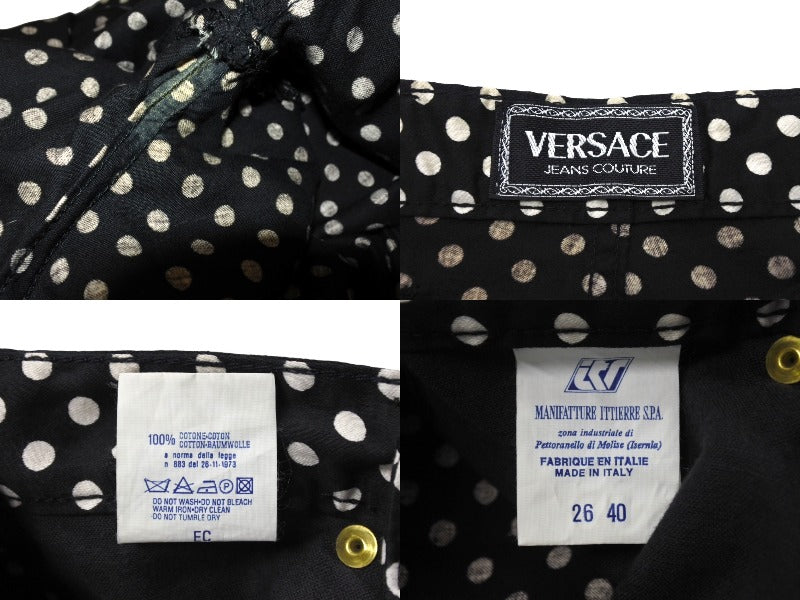 VERSACE
JEANS COUTURE
100% COTONE-COTON
COTTON-BAUMWOLLE
a norma della legge
n 883 del 26-11-1973
DO NOT WASH•DO NOT BLEACH
WARM IRON•DRY CLEAN
•DO NOT TUMBLE DRY
EC
MANIFATTURE ITTIERRE S.P.A.
zona industriale di
Pettoranello di Molise (Isernia)
FABRIQUE EN ITALIE
MADE IN ITALY
26 40